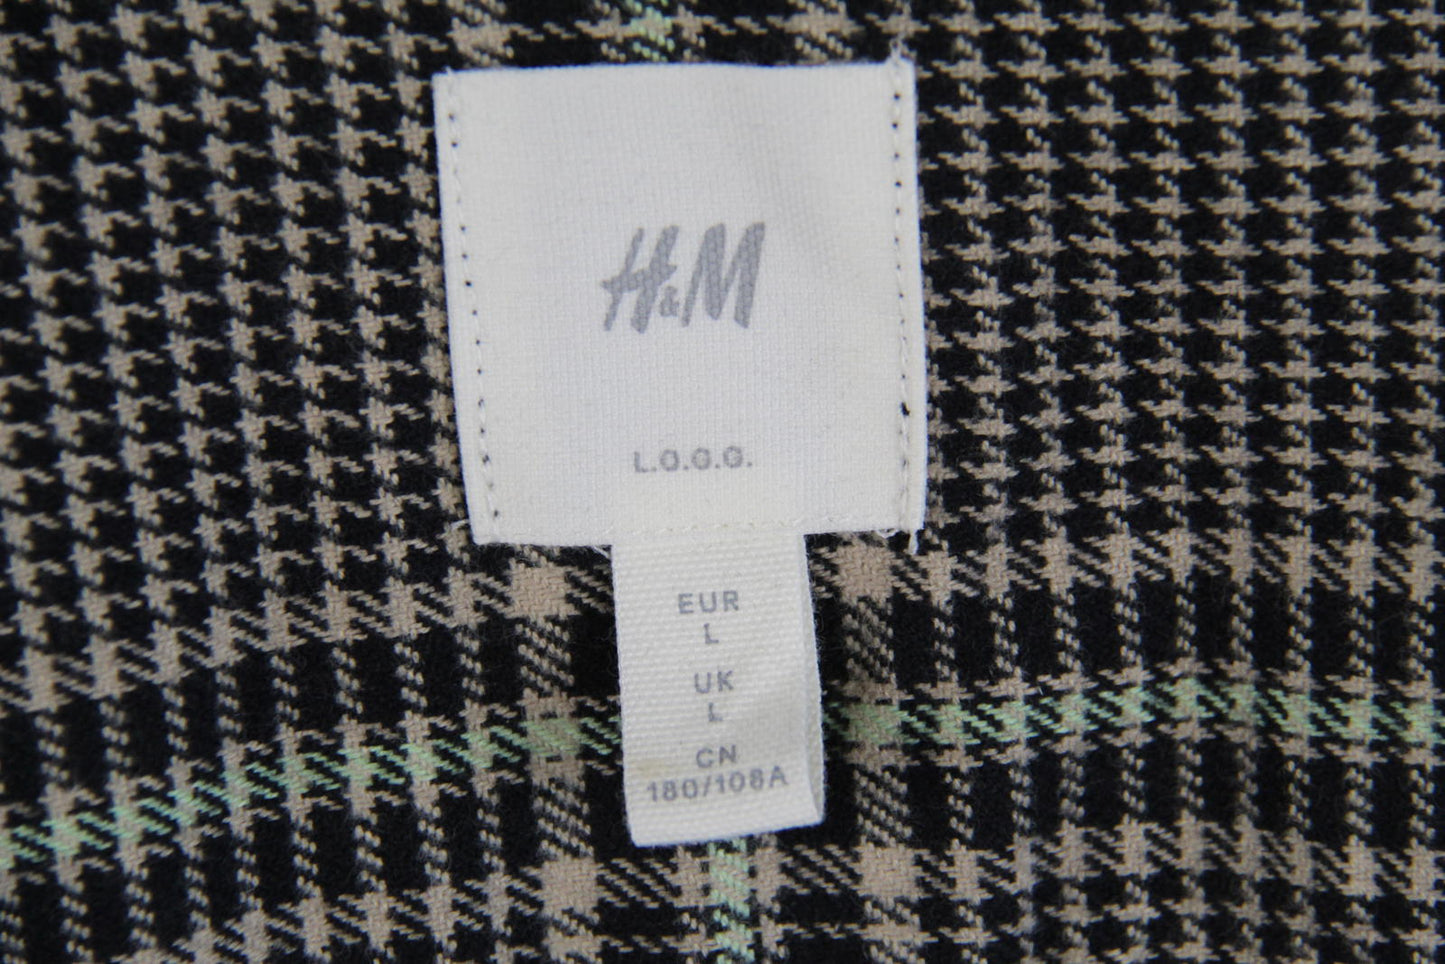 H&M
L.O.G.G.
EUR
L
UK
L
CN
180/108A